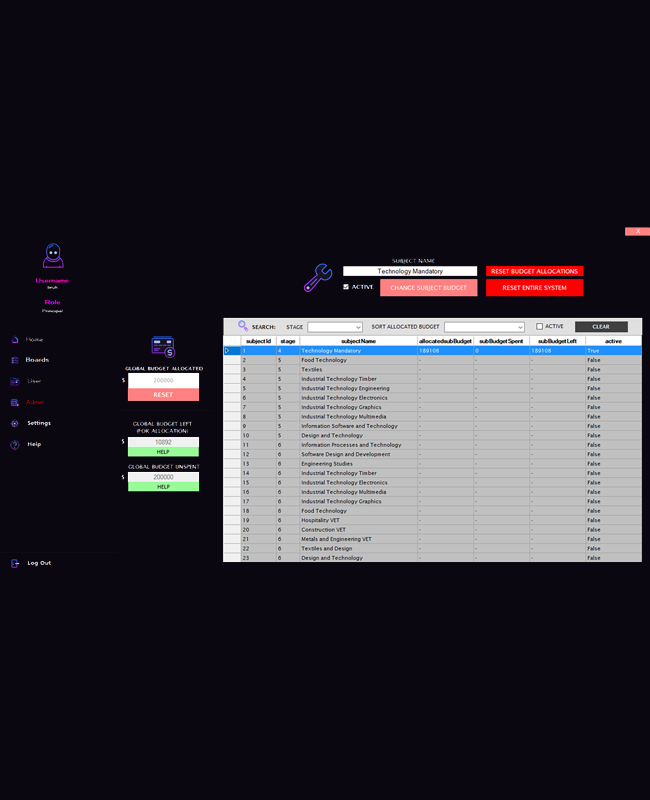 X
Username
Role
Principal
SUBJECT NAME
Technology Mandatory
RESET BUDGET ALLOCATIONS
ACTIVE
CHANGE SUBJECT BUDGET
RESET ENTIRE SYSTEM
Home
Boards
User
Admin
Settings
Help
Log Out
GLOBAL BUDGET ALLOCATED
$ 200000
RESET
GLOBAL BUDGET LEFT
(FOR ALLOCATION)
$ 10892
HELP
GLOBAL BUDGET UNSPENT
$ 200000
HELP
SEARCH: STAGE SORT ALLOCATED BUDGET ACTIVE CLEAR
subjectId stage subjectName allocatedsubBudget subBudgetSpent subBudgetLeft active
1 4 Technology Mandatory 189108 0 189108 True
2 5 Food Technology - - - False
3 5 Textiles - - - False
4 5 Industrial Technology Timber - - - False
5 5 Industrial Technology Engineering - - - False
6 5 Industrial Technology Electronics - - - False
7 5 Industrial Technology Graphics - - - False
8 5 Industrial Technology Multimedia - - - False
9 5 Information Software and Technology - - - False
10 5 Design and Technology - - - False
11 6 Information Processes and Technology - - - False
12 6 Software Design and Development - - - False
13 6 Engineering Studies - - - False
14 6 Industrial Technology Timber - - - False
15 6 Industrial Technology Electronics - - - False
16 6 Industrial Technology Multimedia - - - False
17 6 Industrial Technology Graphics - - - False
18 6 Food Technology - - - False
19 6 Hospitality VET - - - False
20 6 Construction VET - - - False
21 6 Metals and Engineering VET - - - False
22 6 Textiles and Design - - - False
23 6 Design and Technology - - - False